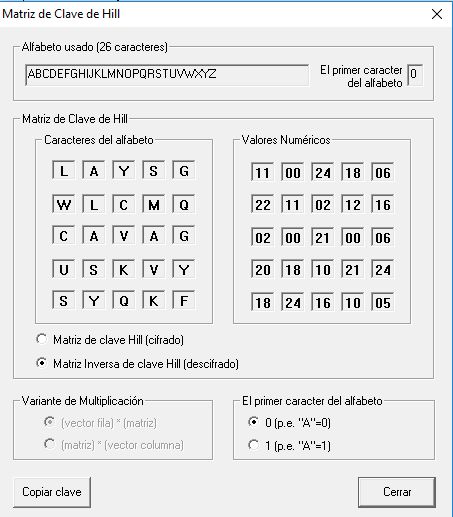 Matriz de Clave de Hill
Alfabeto usado (26 caracteres)
ABCDEFGHIJKLMNOPQRSTUVWXYZ
El primer caracter del alfabeto
0
Matriz de Clave de Hill
Caracteres del alfabeto
L A Y S G
W L C M Q
C A V A G
U S K V Y
S Y Q K F
Valores Numéricos
11 00 24 18 06
22 11 02 12 16
02 00 21 00 06
20 18 10 21 24
18 24 16 10 05
Matriz de clave Hill (cifrado)
Matriz Inversa de clave Hill (descifrado)
Variante de Multiplicación
(vector fila) * (matriz)
(matriz) * (vector columna)
El primer caracter del alfabeto
0 (p.e. "A"=0)
1 (p.e. "A"=1)
Copiar clave
Cerrar